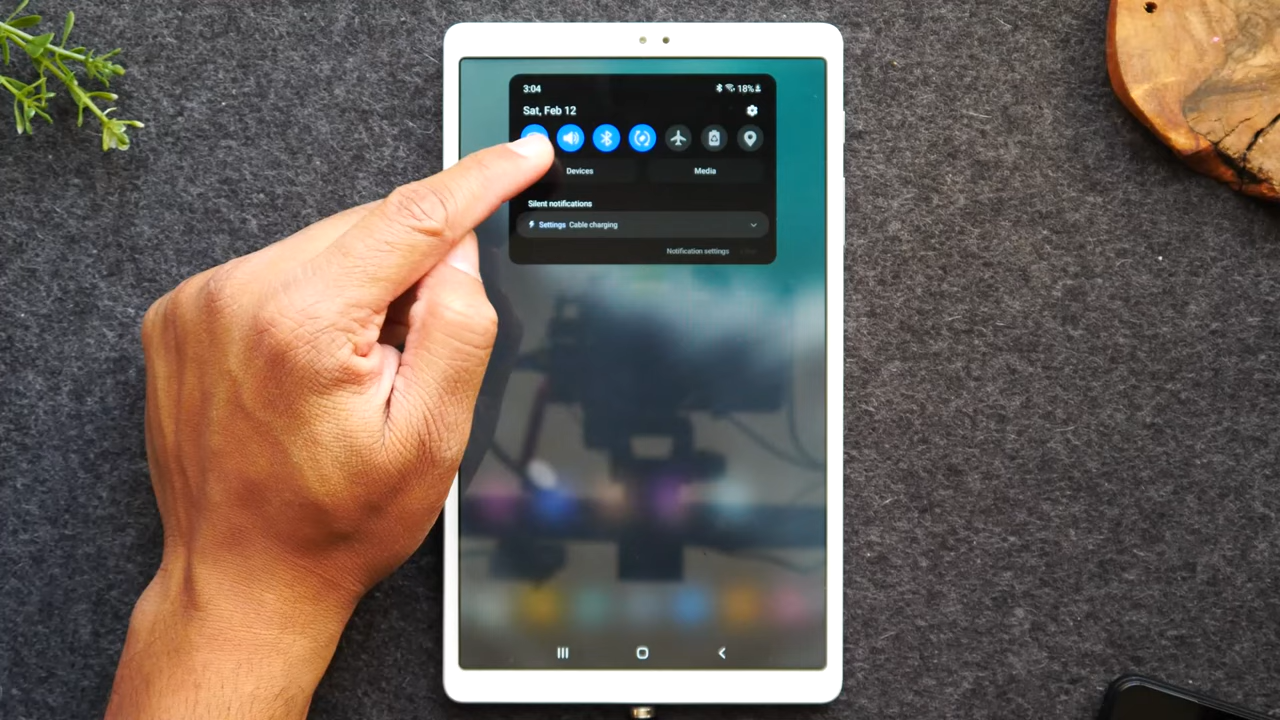 3:04 18%
Sat, Feb 12
Devices Media
Silent notifications
Settings Cable charging
Notification settings